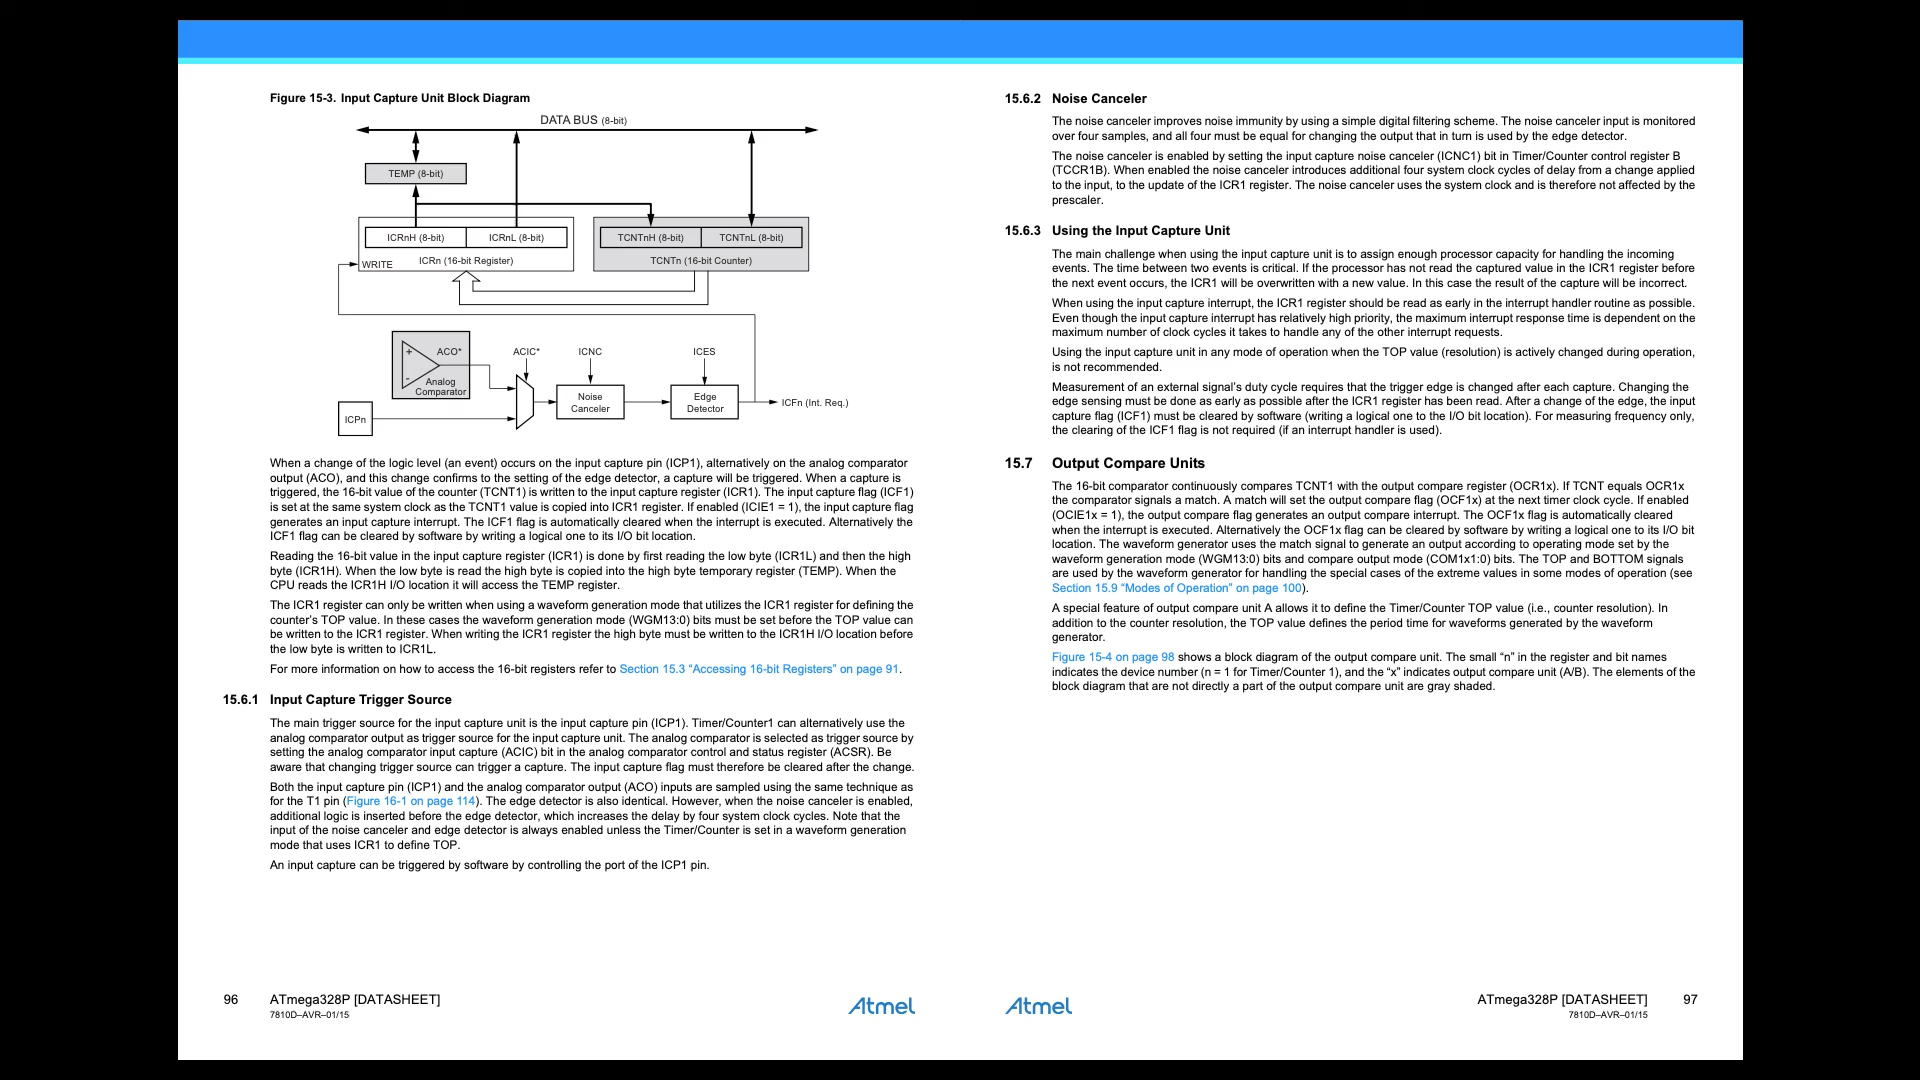 Figure 15-3. Input Capture Unit Block Diagram
DATA BUS (8-bit)
TEMP (8-bit)
ICRnH (8-bit)
ICRnL (8-bit)
TCNTnH (8-bit)
TCNTnL (8-bit)
WRITE
ICRn (16-bit Register)
TCNTn (16-bit Counter)
+
ACO*
-
Analog
Comparator
ACIC*
ICNC
ICES
Noise
Canceler
Edge
Detector
ICFn (Int. Req.)
ICPn
When a change of the logic level (an event) occurs on the input capture pin (ICP1), alternatively on the analog comparator
output (ACO), and this change confirms to the setting of the edge detector, a capture will be triggered. When a capture is
triggered, the 16-bit value of the counter (TCNT1) is written to the input capture register (ICR1). The input capture flag (ICF1)
is set at the same system clock as the TCNT1 value is copied into ICR1 register. If enabled (ICIE1 = 1), the input capture flag
generates an input capture interrupt. The ICF1 flag is automatically cleared when the interrupt is executed. Alternatively the
ICF1 flag can be cleared by software by writing a logical one to its I/O bit location.
Reading the 16-bit value in the input capture register (ICR1) is done by first reading the low byte (ICR1L) and then the high
byte (ICR1H). When the low byte is read the high byte is copied into the high byte temporary register (TEMP). When the
CPU reads the ICR1H I/O location it will access the TEMP register.
The ICR1 register can only be written when using a waveform generation mode that utilizes the ICR1 register for defining the
counter's TOP value. In these cases the waveform generation mode (WGM13:0) bits must be set before the TOP value can
be written to the ICR1 register. When writing the ICR1 register the high byte must be written to the ICR1H I/O location before
the low byte is written to ICR1L.
For more information on how to access the 16-bit registers refer to Section 15.3 “Accessing 16-bit Registers” on page 91.
15.6.1 Input Capture Trigger Source
The main trigger source for the input capture unit is the input capture pin (ICP1). Timer/Counter1 can alternatively use the
analog comparator output as trigger source for the input capture unit. The analog comparator is selected as trigger source by
setting the analog comparator input capture (ACIC) bit in the analog comparator control and status register (ACSR). Be
aware that changing trigger source can trigger a capture. The input capture flag must therefore be cleared after the change.
Both the input capture pin (ICP1) and the analog comparator output (ACO) inputs are sampled using the same technique as
for the T1 pin (Figure 16-1 on page 114). The edge detector is also identical. However, when the noise canceler is enabled,
additional logic is inserted before the edge detector, which increases the delay by four system clock cycles. Note that the
input of the noise canceler and edge detector is always enabled unless the Timer/Counter is set in a waveform generation
mode that uses ICR1 to define TOP.
An input capture can be triggered by software by controlling the port of the ICP1 pin.
96 ATmega328P [DATASHEET]
7810D–AVR–01/15
Atmel
15.6.2 Noise Canceler
The noise canceler improves noise immunity by using a simple digital filtering scheme. The noise canceler input is monitored
over four samples, and all four must be equal for changing the output that in turn is used by the edge detector.
The noise canceler is enabled by setting the input capture noise canceler (ICNC1) bit in Timer/Counter control register B
(TCCR1B). When enabled the noise canceler introduces additional four system clock cycles of delay from a change applied
to the input, to the update of the ICR1 register. The noise canceler uses the system clock and is therefore not affected by the
prescaler.
15.6.3 Using the Input Capture Unit
The main challenge when using the input capture unit is to assign enough processor capacity for handling the incoming
events. The time between two events is critical. If the processor has not read the captured value in the ICR1 register before
the next event occurs, the ICR1 will be overwritten with a new value. In this case the result of the capture will be incorrect.
When using the input capture interrupt, the ICR1 register should be read as early in the interrupt handler routine as possible.
Even though the input capture interrupt has relatively high priority, the maximum interrupt response time is dependent on the
maximum number of clock cycles it takes to handle any of the other interrupt requests.
Using the input capture unit in any mode of operation when the TOP value (resolution) is actively changed during operation,
is not recommended.
Measurement of an external signal's duty cycle requires that the trigger edge is changed after each capture. Changing the
edge sensing must be done as early as possible after the ICR1 register has been read. After a change of the edge, the input
capture flag (ICF1) must be cleared by software (writing a logical one to the I/O bit location). For measuring frequency only,
the clearing of the ICF1 flag is not required (if an interrupt handler is used).
15.7 Output Compare Units
The 16-bit comparator continuously compares TCNT1 with the output compare register (OCR1x). If TCNT equals OCR1x
the comparator signals a match. A match will set the output compare flag (OCF1x) at the next timer clock cycle. If enabled
(OCIE1x = 1), the output compare flag generates an output compare interrupt. The OCF1x flag is automatically cleared
when the interrupt is executed. Alternatively the OCF1x flag can be cleared by software by writing a logical one to its I/O bit
location. The waveform generator uses the match signal to generate an output according to operating mode set by the
waveform generation mode (WGM13:0) bits and compare output mode (COM1x1:0) bits. The TOP and BOTTOM signals
are used by the waveform generator for handling the special cases of the extreme values in some modes of operation (see
Section 15.9 “Modes of Operation” on page 100).
A special feature of output compare unit A allows it to define the Timer/Counter TOP value (i.e., counter resolution). In
addition to the counter resolution, the TOP value defines the period time for waveforms generated by the waveform
generator.
Figure 15-4 on page 98 shows a block diagram of the output compare unit. The small “n” in the register and bit names
indicates the device number (n = 1 for Timer/Counter 1), and the “x” indicates output compare unit (A/B). The elements of the
block diagram that are not directly a part of the output compare unit are gray shaded.
Atmel
ATmega328P [DATASHEET] 97
7810D–AVR–01/15